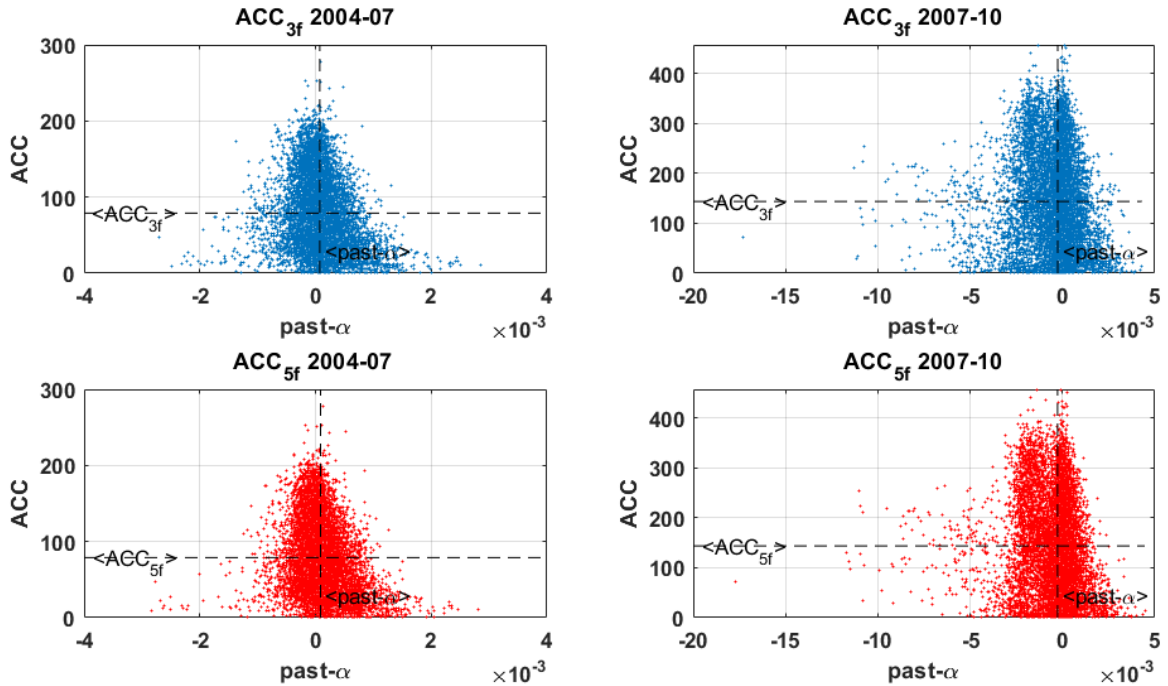 ACC3f 2004-07
300
200
100
0
ACC
<ACC3f>
<past-α>
-4
-2
0
2
4
×10-3
past-α
ACC3f 2007-10
400
300
200
100
0
ACC
<ACC3f>
<past-α>
-20
-15
-10
-5
0
5
×10-3
past-α
ACC5f 2004-07
300
200
100
0
ACC
<ACC5f>
<past-α>
-4
-2
0
2
4
×10-3
past-α
ACC5f 2007-10
400
300
200
100
0
ACC
<ACC5f>
<past-α>
-20
-15
-10
-5
0
5
×10-3
past-α